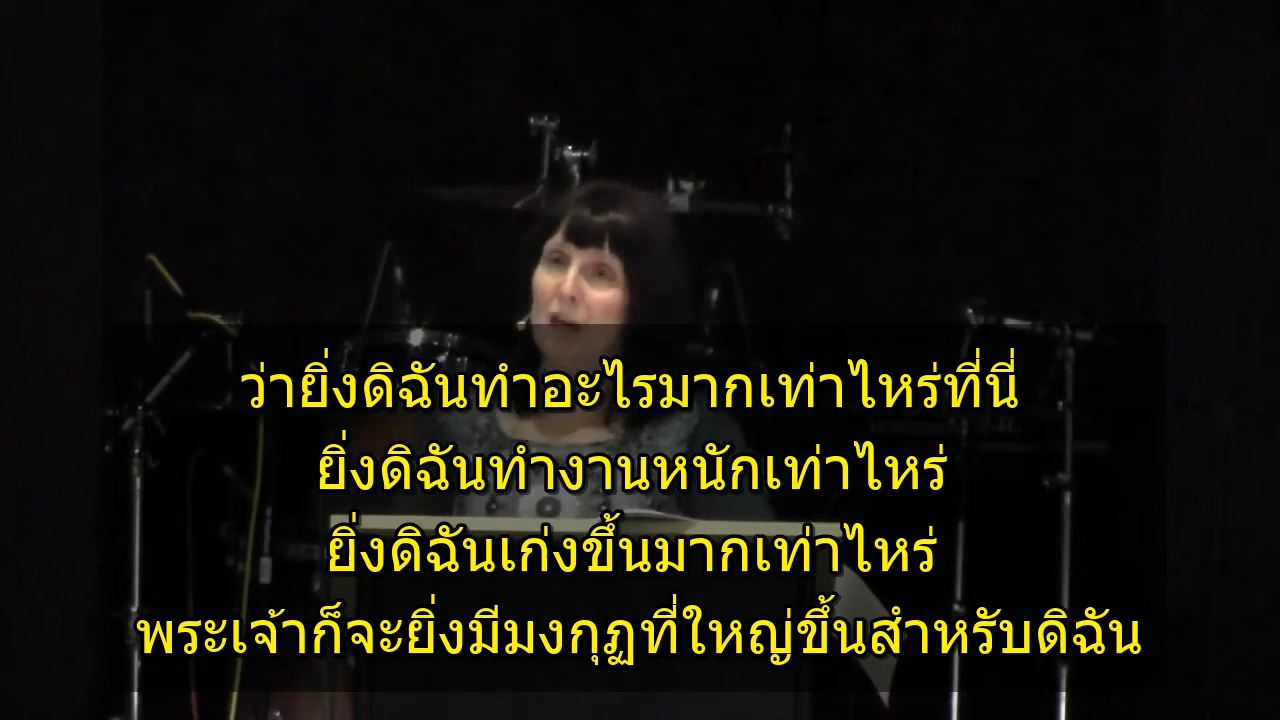 ว่ายิ่งดิฉันทำอะไรมากเท่าไหร่ที่นี่
ยิ่งดิฉันทำงานหนักเท่าไหร่
ยิ่งดิฉันเก่งขึ้นมากเท่าไหร่
พระเจ้าก็จะยิ่งมีมงกุฏที่ใหญ่ขึ้นสำหรับดิฉัน